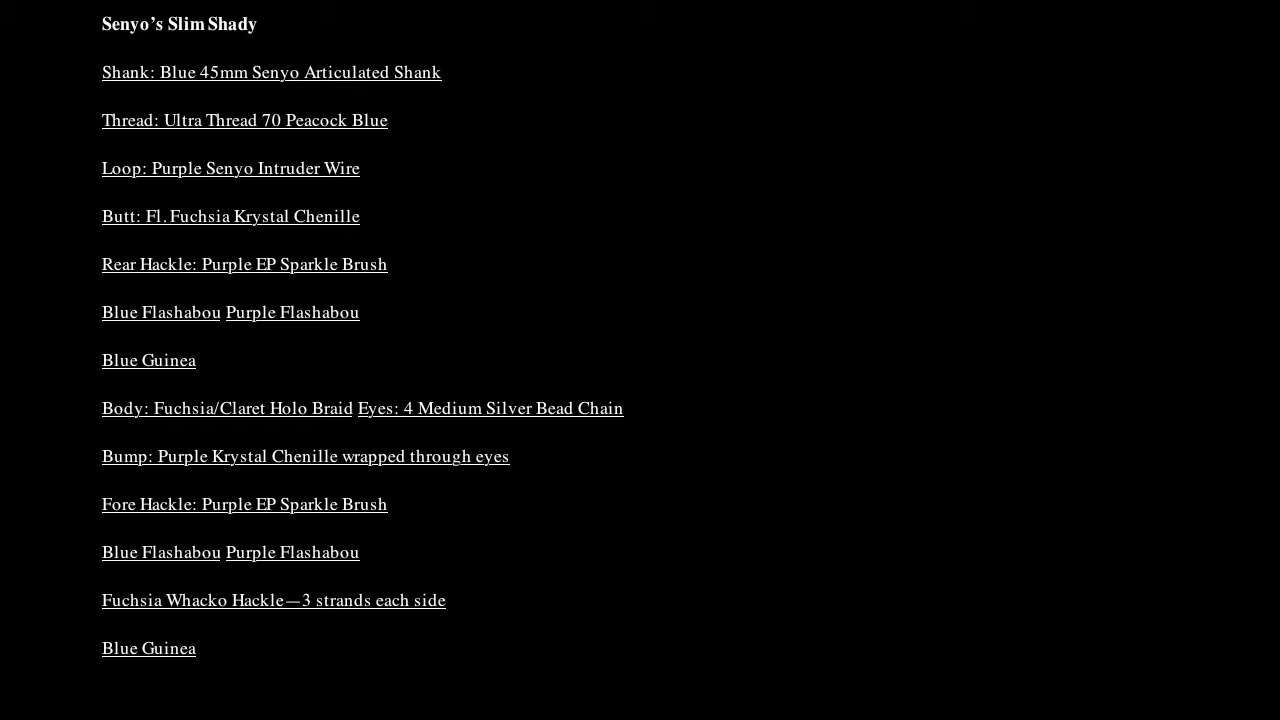 Senyo’s Slim Shady
Shank: Blue 45mm Senyo Articulated Shank
Thread: Ultra Thread 70 Peacock Blue
Loop: Purple Senyo Intruder Wire
Butt: Fl. Fuchsia Krystal Chenille
Rear Hackle: Purple EP Sparkle Brush
Blue Flashabou Purple Flashabou
Blue Guinea
Body: Fuchsia/Claret Holo Braid Eyes: 4 Medium Silver Bead Chain
Bump: Purple Krystal Chenille wrapped through eyes
Fore Hackle: Purple EP Sparkle Brush
Blue Flashabou Purple Flashabou
Fuchsia Whacko Hackle—3 strands each side
Blue Guinea